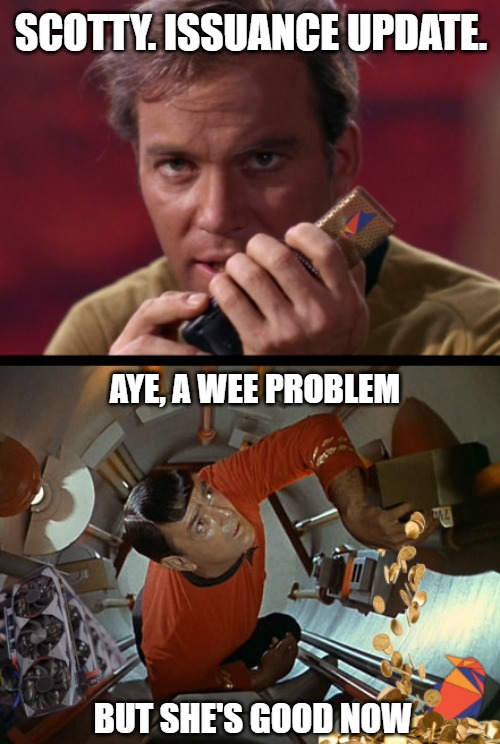 SCOTTY. ISSUANCE UPDATE.
AYE, A WEE PROBLEM
BUT SHE'S GOOD NOW